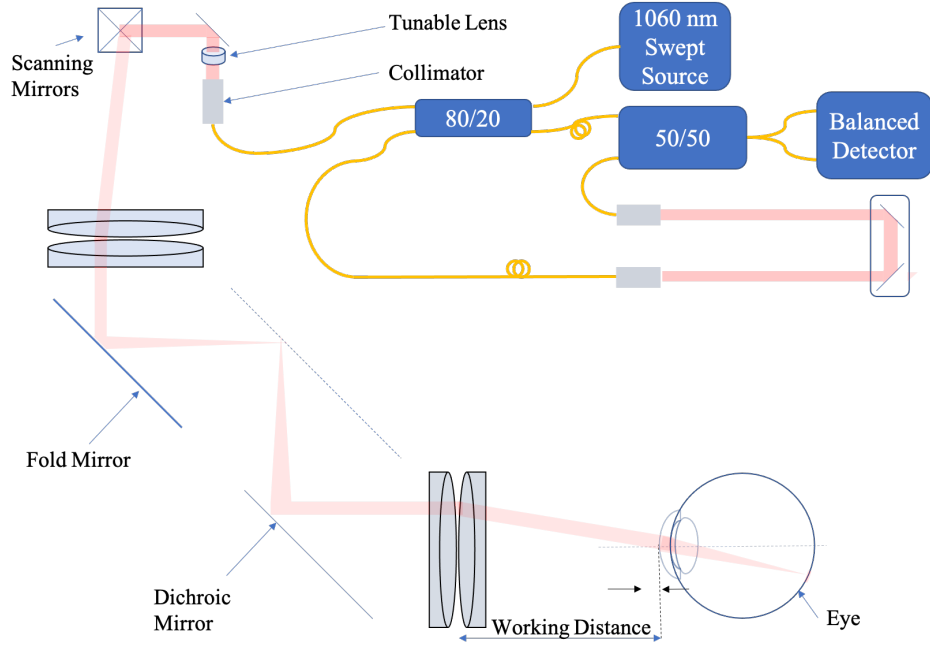 Tunable Lens
1060 nm
Swept
Source
Scanning
Mirrors
Collimator
80/20
50/50
Balanced
Detector
Fold Mirror
Dichroic
Mirror
Working Distance
Eye